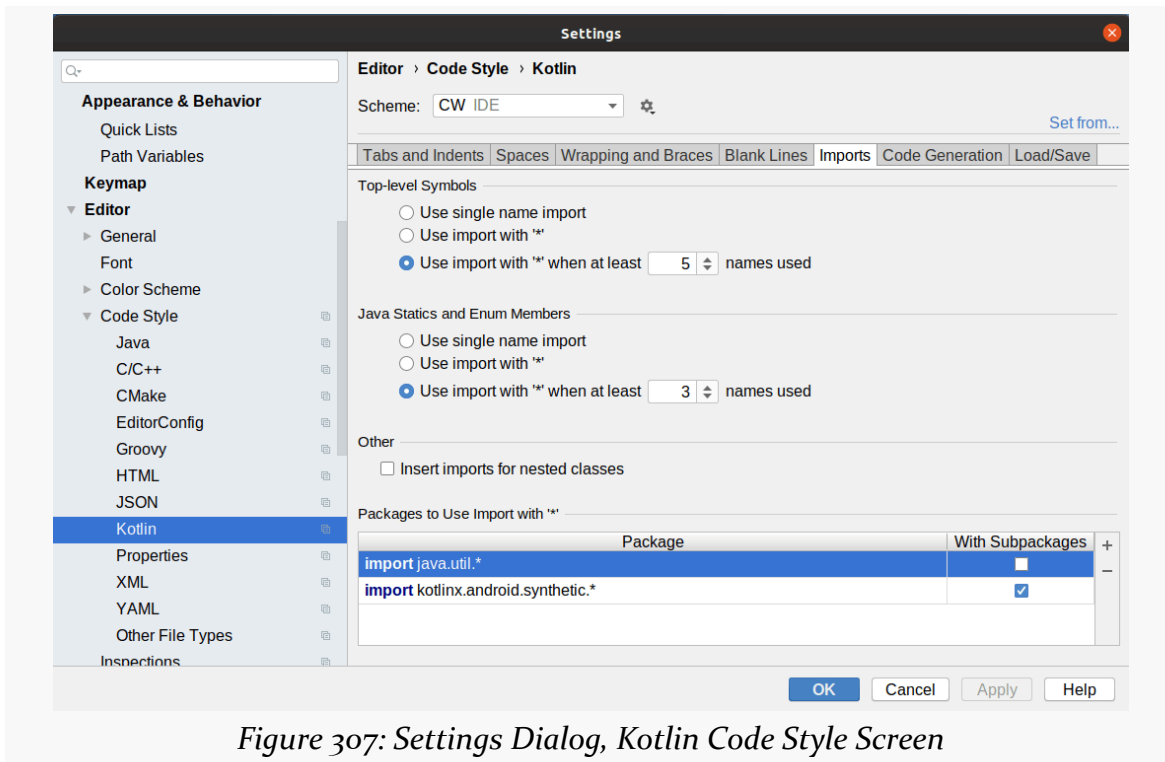 Settings
Appearance & Behavior
Quick Lists
Path Variables
Keymap
Editor
General
Font
Color Scheme
Code Style
Java
C/C++
CMake
EditorConfig
Groovy
HTML
JSON
Kotlin
Properties
XML
YAML
Other File Types
Inspections
Editor › Code Style › Kotlin
Scheme: CW IDE
Set from...
Tabs and Indents Spaces Wrapping and Braces Blank Lines Imports Code Generation Load/Save
Top-level Symbols
Use single name import
Use import with '*'
Use import with '*' when at least 5 names used
Java Statics and Enum Members
Use single name import
Use import with '*'
Use import with '*' when at least 3 names used
Other
Insert imports for nested classes
Packages to Use Import with '*'
Package With Subpackages +
import java.util.* −
import kotlinx.android.synthetic.*
OK Cancel Apply Help
Figure 307: Settings Dialog, Kotlin Code Style Screen